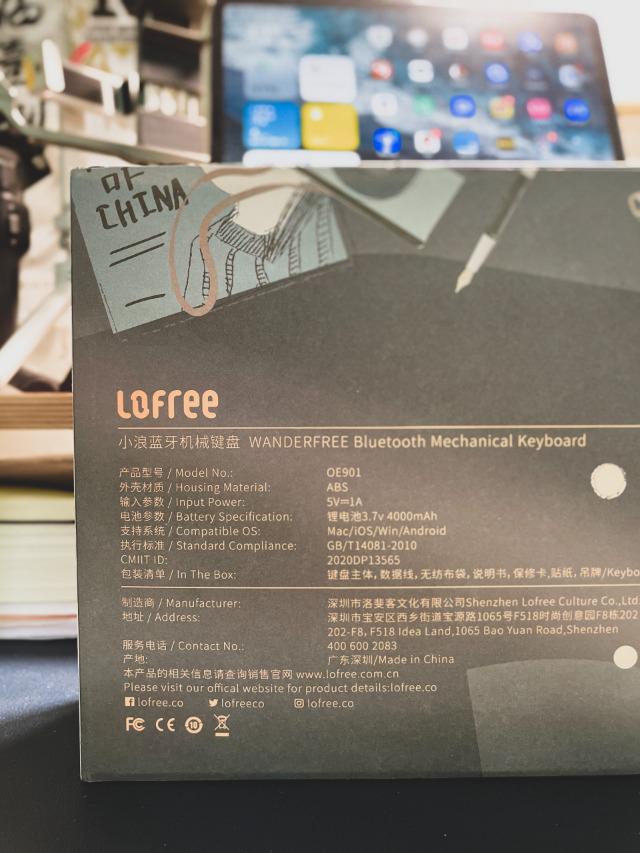 CHINA
LOFREE
小浪蓝牙机械键盘 WANDERFREE Bluetooth Mechanical Keyboard
产品型号 / Model No.: OE901
外壳材质 / Housing Material: ABS
输入参数 / Input Power: 5V⎓1A
电池参数 / Battery Specification: 锂电池3.7v 4000mAh
支持系统 / Compatible OS: Mac/iOS/Win/Android
执行标准 / Standard Compliance: GB/T14081-2010
CMIIT ID: 2020DP13565
包装清单 / In The Box: 键盘主体，数据线，无纺布袋，说明书，保修卡,贴纸，吊牌/Keybo
制造商 / Manufacturer: 深圳市洛斐客文化有限公司Shenzhen Lofree Culture Co.,Ltd.
地址 / Address: 深圳市宝安区西乡街道宝源路1065号F518时尚创意园F8栋202
202-F8, F518 Idea Land,1065 Bao Yuan Road,Shenzhen
服务电话 / Contact No.: 400 600 2083
产地: 广东深圳/Made in China
本产品的相关信息请查询销售官网 www.lofree.com.cn
Please visit our offical website for product details:lofree.co
lofree.co lofreeco lofree.co
FC CE 10